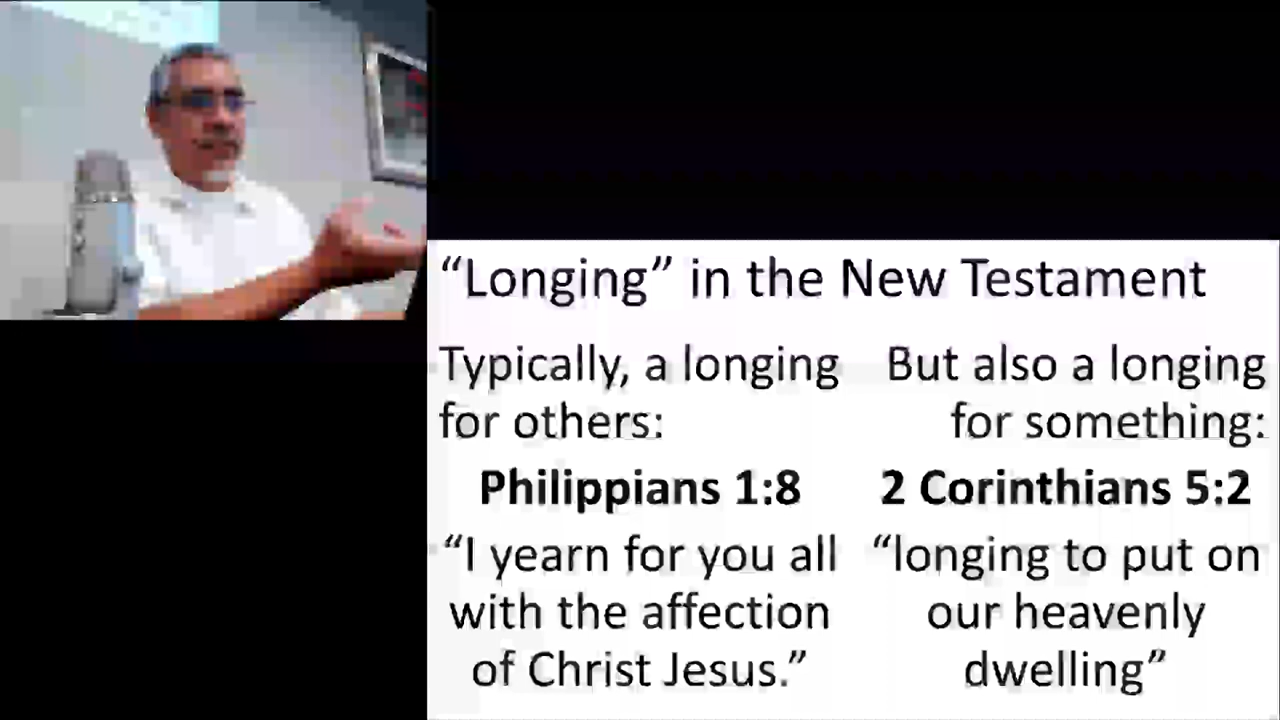 “Longing” in the New Testament
Typically, a longing
for others:
Philippians 1:8
“I yearn for you all
with the affection
of Christ Jesus.”
But also a longing
for something:
2 Corinthians 5:2
“longing to put on
our heavenly
dwelling”